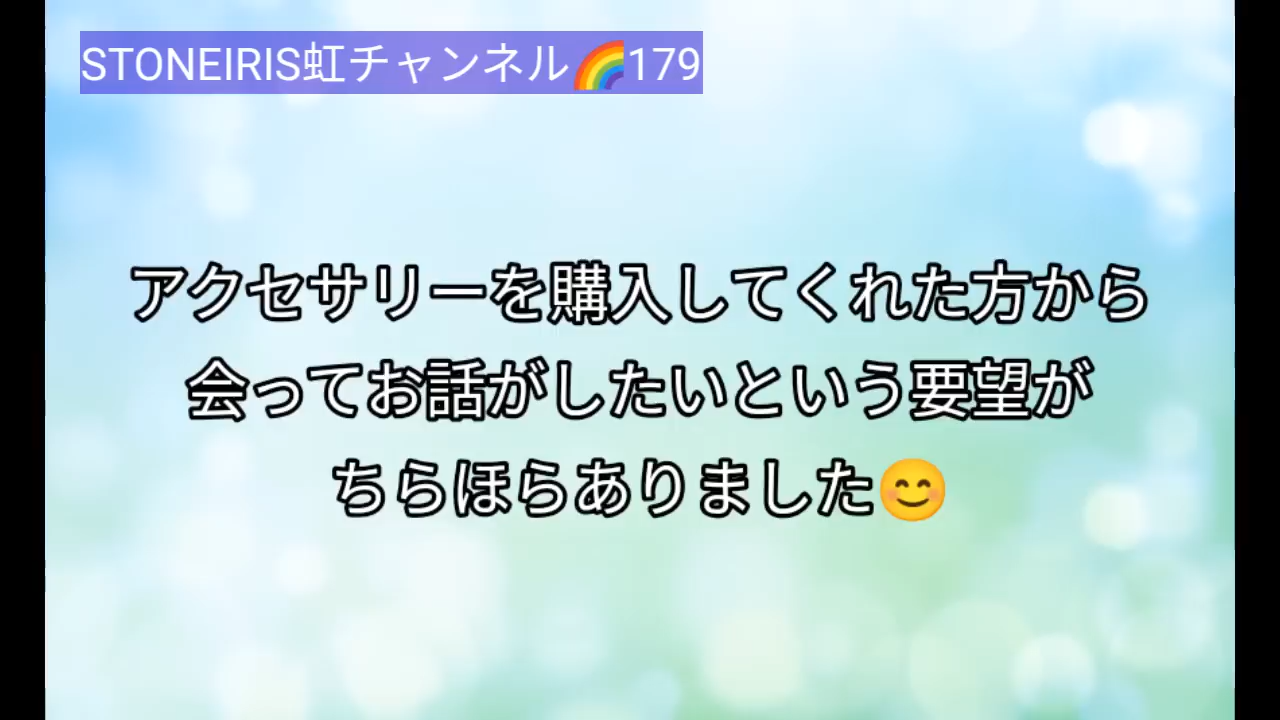 STONEIRIS虹チャンネル🌈179
アクセサリーを購入してくれた方から
会ってお話がしたいという要望が
ちらほらありました😊